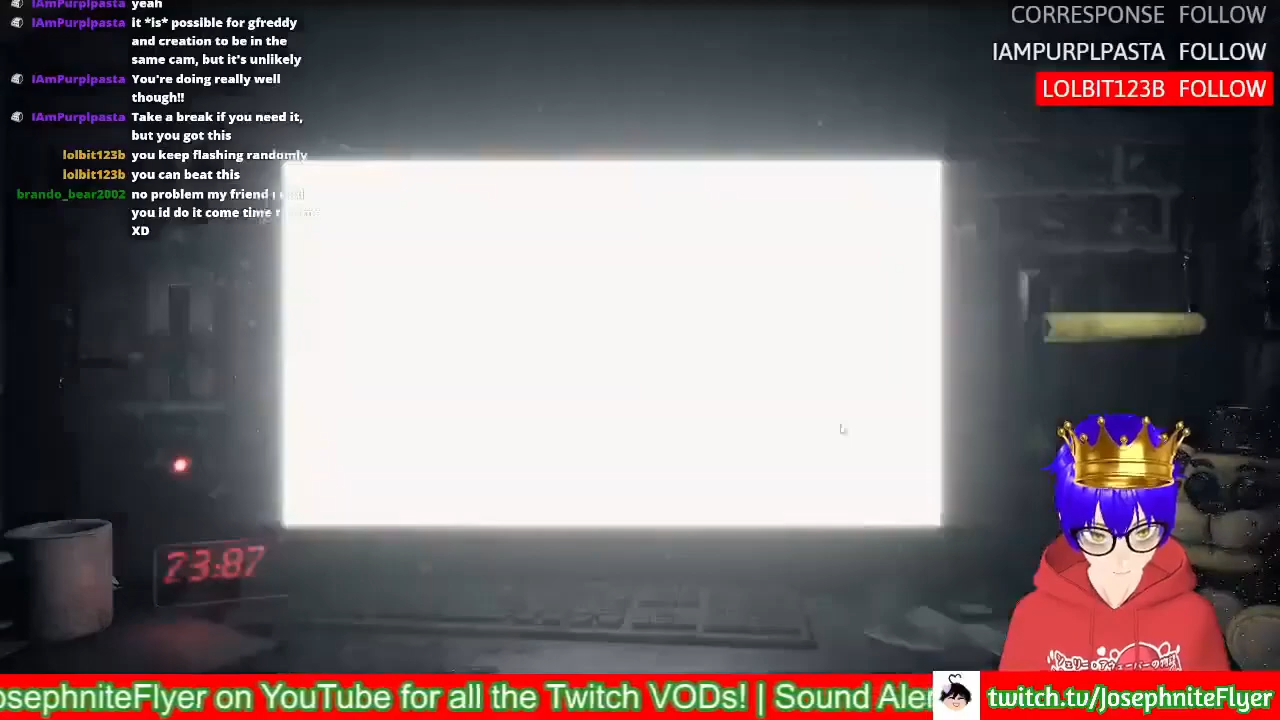 IAmPurplpasta yeah
IAmPurplpasta it *is* possible for gfreddy
and creation to be in the
same cam, but it's unlikely
IAmPurplpasta You're doing really well
though!!
IAmPurplpasta Take a break if you need it,
but you got this
lolbit123b you keep flashing randomly
lolbit123b you can beat this
brando_bear2002 no problem my friend
you id do it come time
XD
CORRESPONSE FOLLOW
IAMPURPLPASTA FOLLOW
LOLBIT123B FOLLOW
23:87
osephniteFlyer on YouTube for all the Twitch VODs! | Sound Aler
twitch.tv/JosephniteFlyer